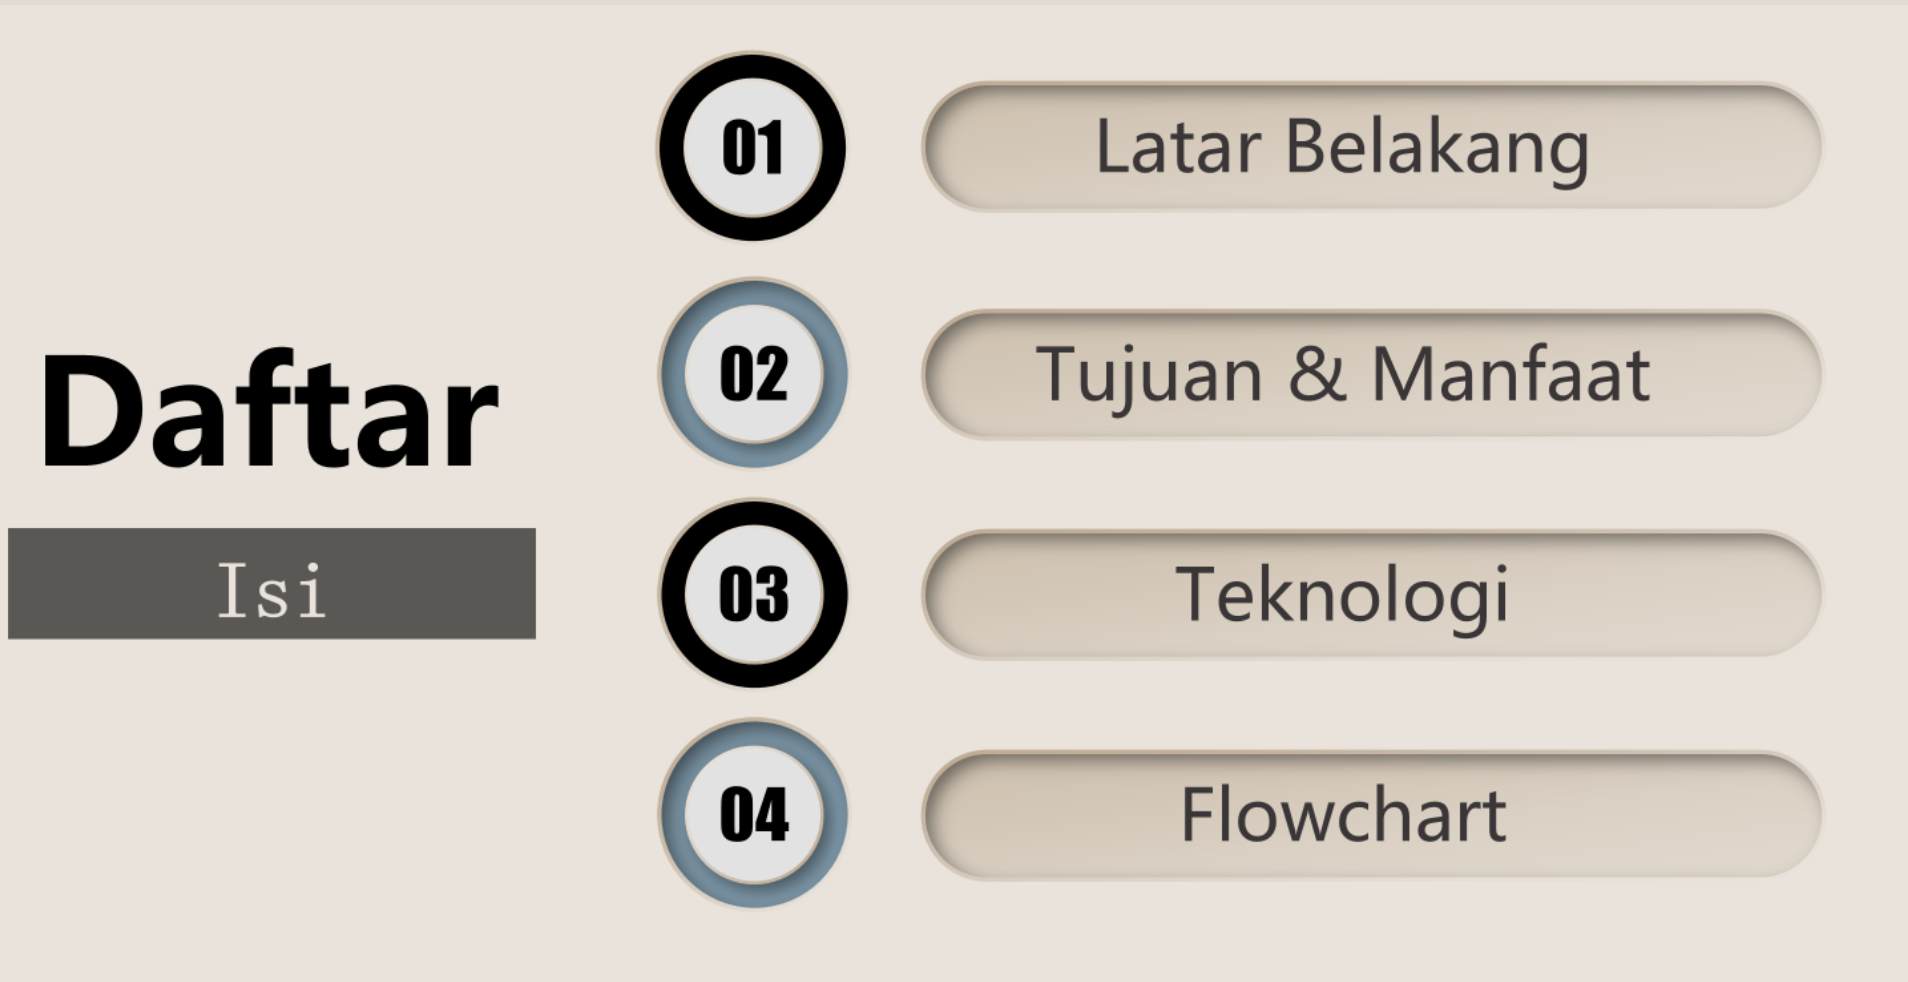 Daftar
Isi
01
Latar Belakang
02
Tujuan & Manfaat
03
Teknologi
04
Flowchart